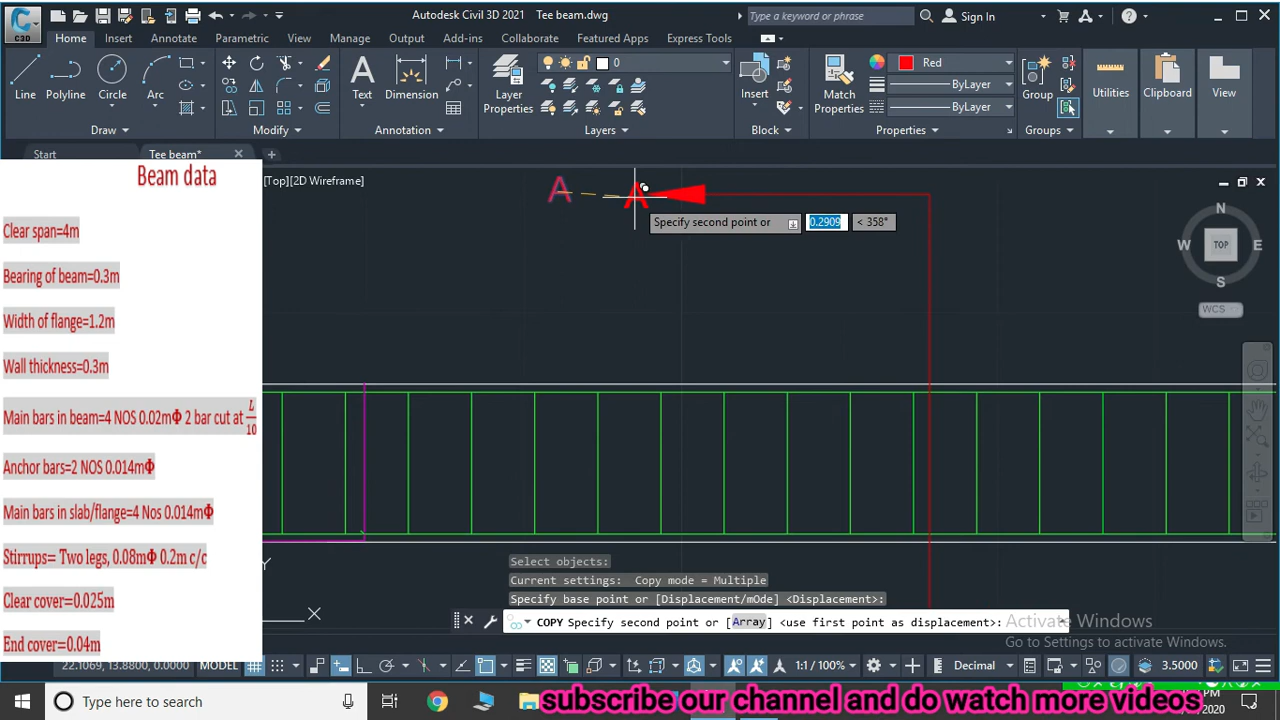 Autodesk Civil 3D 2021 Tee beam.dwg
Type a keyword or phrase
Sign In
C3D
Home Insert Annotate Parametric View Manage Output Add-ins Collaborate Featured Apps Express Tools
0
Red
ByLayer
ByLayer
Line Polyline Circle Arc
Text Dimension
Layer
Properties
Insert
Match
Properties
Group Utilities Clipboard View
Draw Modify Annotation Layers Block Properties Groups
Start Tee beam*
[Top][2D Wireframe]
Beam data
Clear span=4m
Bearing of beam=0.3m
Width of flange=1.2m
Wall thickness=0.3m
Main bars in beam=4 NOS 0.02mΦ 2 bar cut at L/10
Anchor bars=2 NOS 0.014mΦ
Main bars in slab/flange=4 Nos 0.014mΦ
Stirrups= Two legs, 0.08mΦ 0.2m c/c
Clear cover=0.025m
End cover=0.04m
A A
Specify second point or 0.2909 < 358°
N
W TOP E
S
WCS
Y
X
Select objects:
Current settings: Copy mode = Multiple
Specify base point or [Displacement/mOde] <Displacement>:
COPY Specify second point or [Array] <use first point as displacement>:
Activate Windows
Go to Settings to activate Windows.
22.1069, 13.8800, 0.0000 MODEL 1:1 / 100% Decimal 3.5000
Type here to search
subscribe our channel and do watch more videos